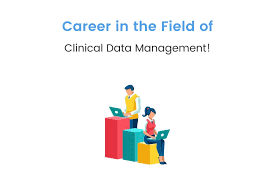 Career in the Field of
Clinical Data Management!